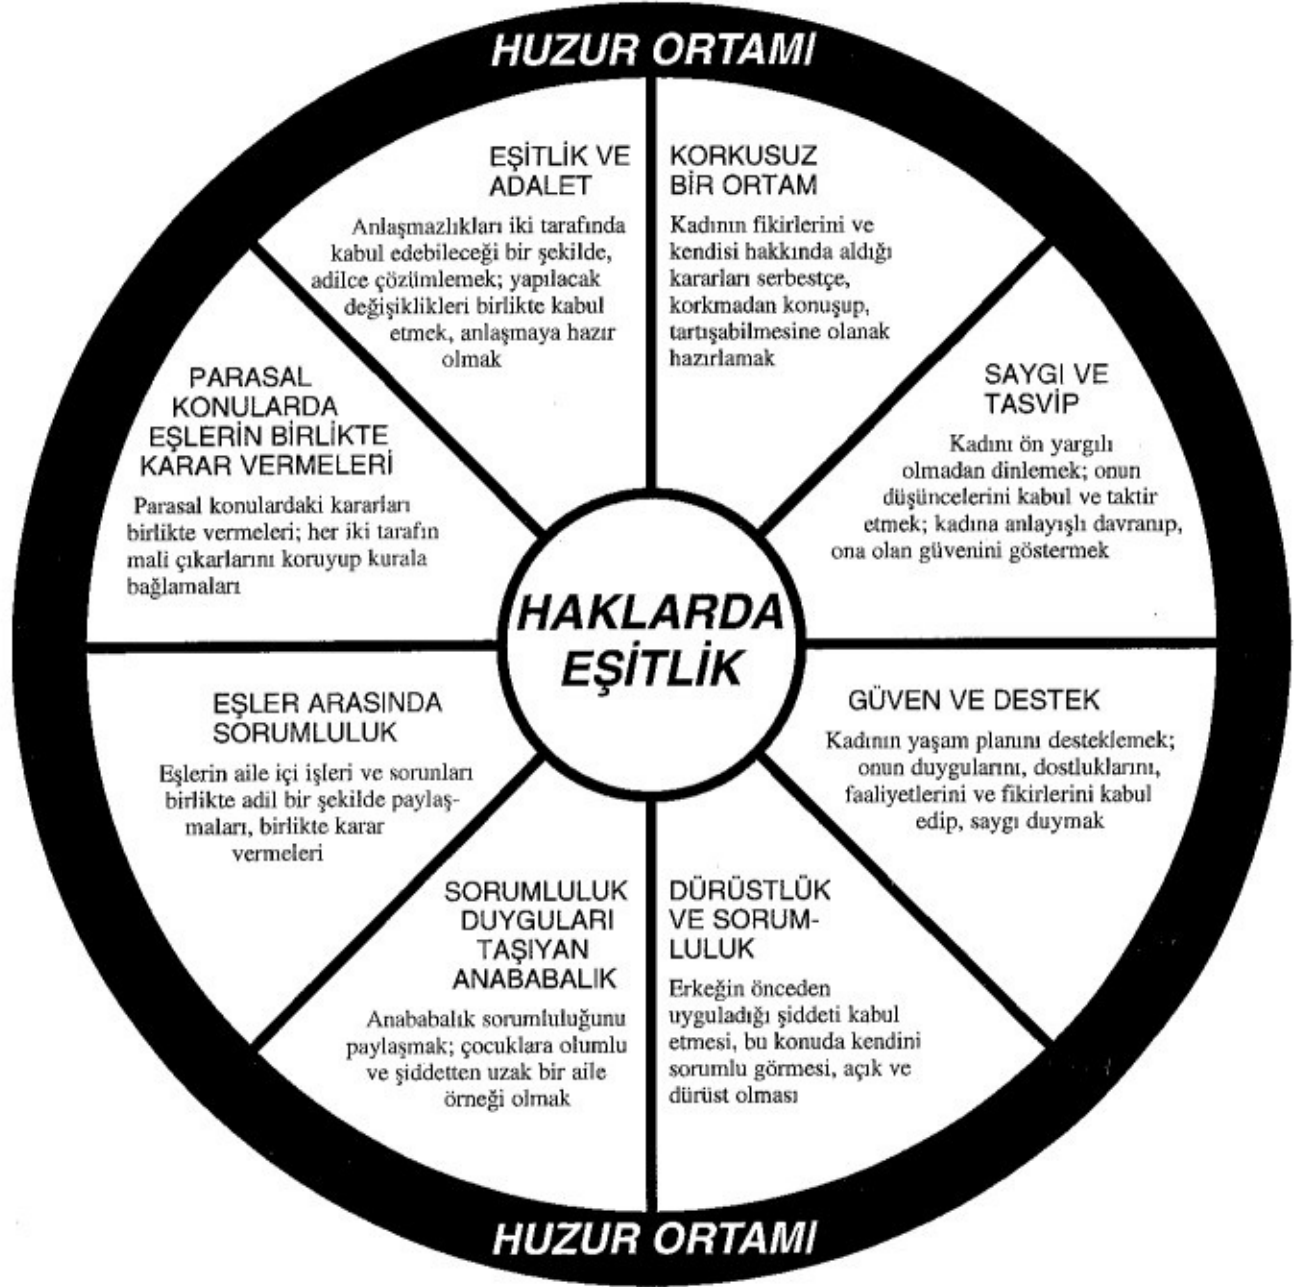 HUZUR ORTAMI
EŞİTLİK VE
ADALET
Anlaşmazlıkları iki tarafında
kabul edebileceği bir şekilde,
adilce çözümlemek; yapılacak
değişiklikleri birlikte kabul
etmek, anlaşmaya hazır
olmak
KORKUSUZ
BİR ORTAM
Kadının fikirlerini ve
kendisi hakkında aldığı
kararları serbestçe,
korkmadan konuşup,
tartışabilmesine olanak
hazırlamak
SAYGI VE
TASVİP
Kadını ön yargılı
olmadan dinlemek; onun
düşüncelerini kabul ve taktir
etmek; kadına anlayışlı davranıp,
ona olan güvenini göstermek
GÜVEN VE DESTEK
Kadının yaşam planını desteklemek;
onun duygularını, dostluklarını,
faaliyetlerini ve fikirlerini kabul
edip, saygı duymak
DÜRÜSTLÜK
VE SORUM-
LULUK
Erkeğin önceden
uyguladığı şiddeti kabul
etmesi, bu konuda kendini
sorumlu görmesi, açık ve
dürüst olması
SORUMLULUK
DUYGULARI
TAŞIYAN
ANABABALIK
Anababalık sorumluluğunu
paylaşmak; çocuklara olumlu
ve şiddetten uzak bir aile
örneği olmak
EŞLER ARASINDA
SORUMLULUK
Eşlerin aile içi işleri ve sorunları
birlikte adil bir şekilde paylaş-
maları, birlikte karar
vermeleri
PARASAL
KONULARDA
EŞLERİN BİRLİKTE
KARAR VERMELERİ
Parasal konulardaki kararları
birlikte vermeleri; her iki tarafın
mali çıkarlarını koruyup kurala
bağlamaları
HAKLARDA
EŞİTLİK
HUZUR ORTAMI